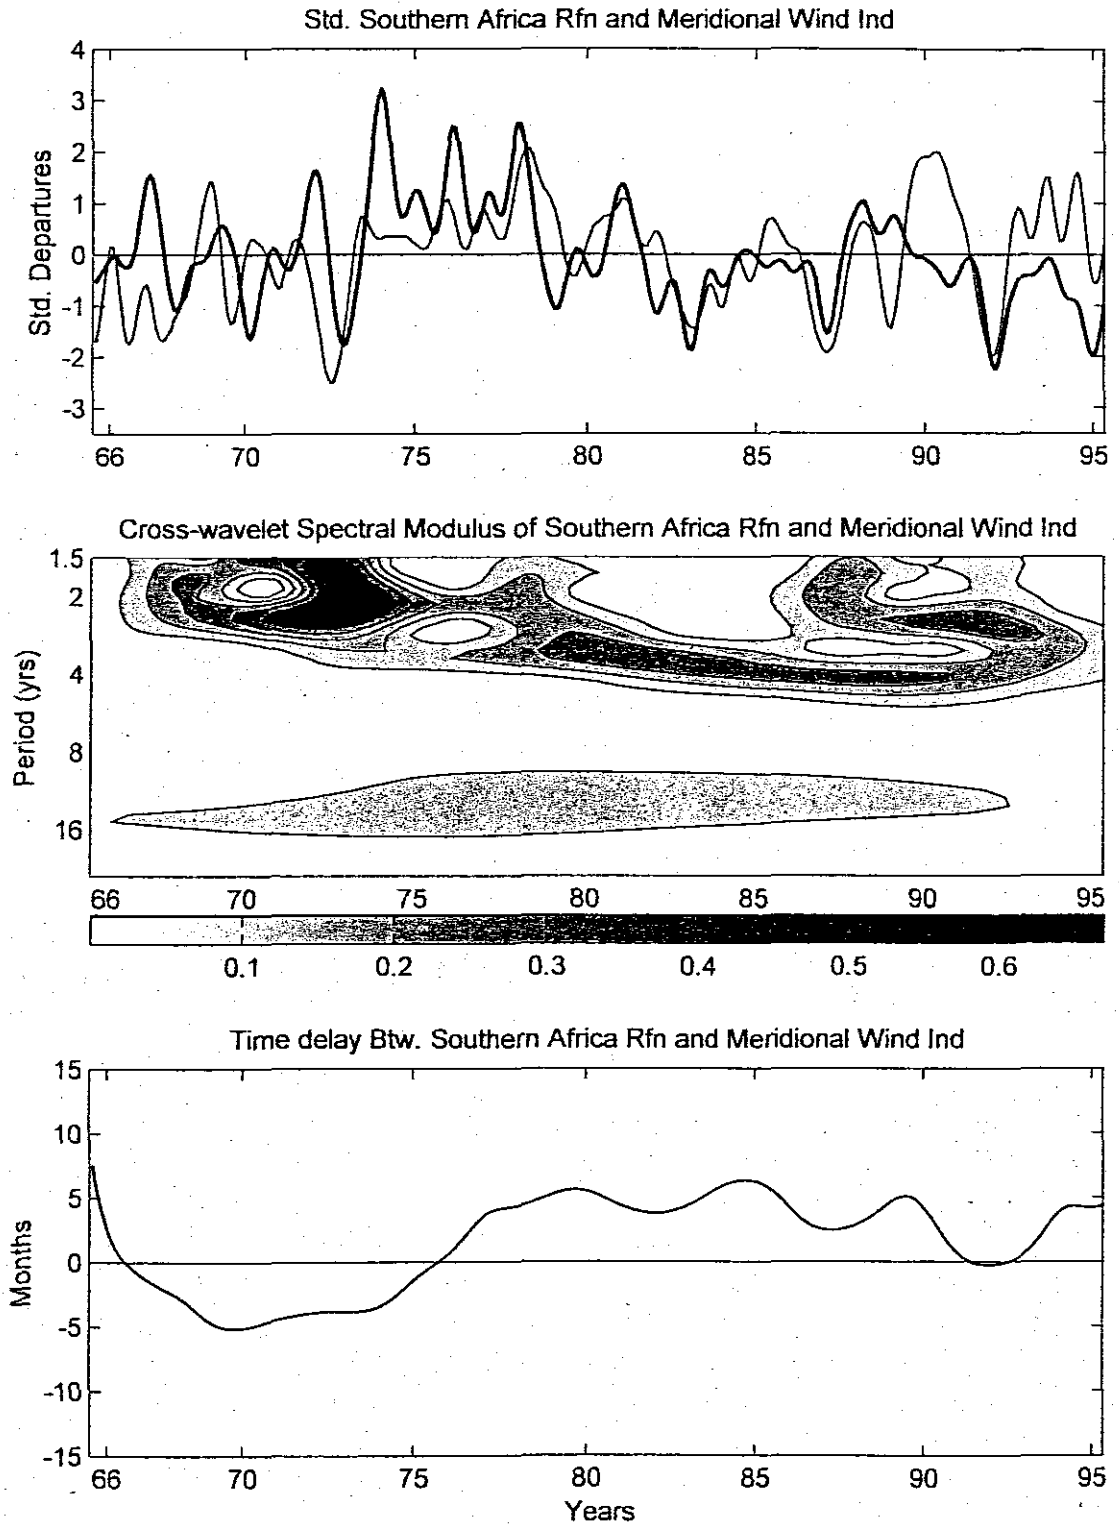 Std. Southern Africa Rfn and Meridional Wind Ind
4
3
2
1
0
-1
-2
-3
Std. Departures
66 70 75 80 85 90 95
Cross-wavelet Spectral Modulus of Southern Africa Rfn and Meridional Wind Ind
1.5
2
4
8
16
Period (yrs)
66 70 75 80 85 90 95
0.1 0.2 0.3 0.4 0.5 0.6
Time delay Btw. Southern Africa Rfn and Meridional Wind Ind
15
10
5
0
-5
-10
-15
Months
66 70 75 80 85 90 95
Years